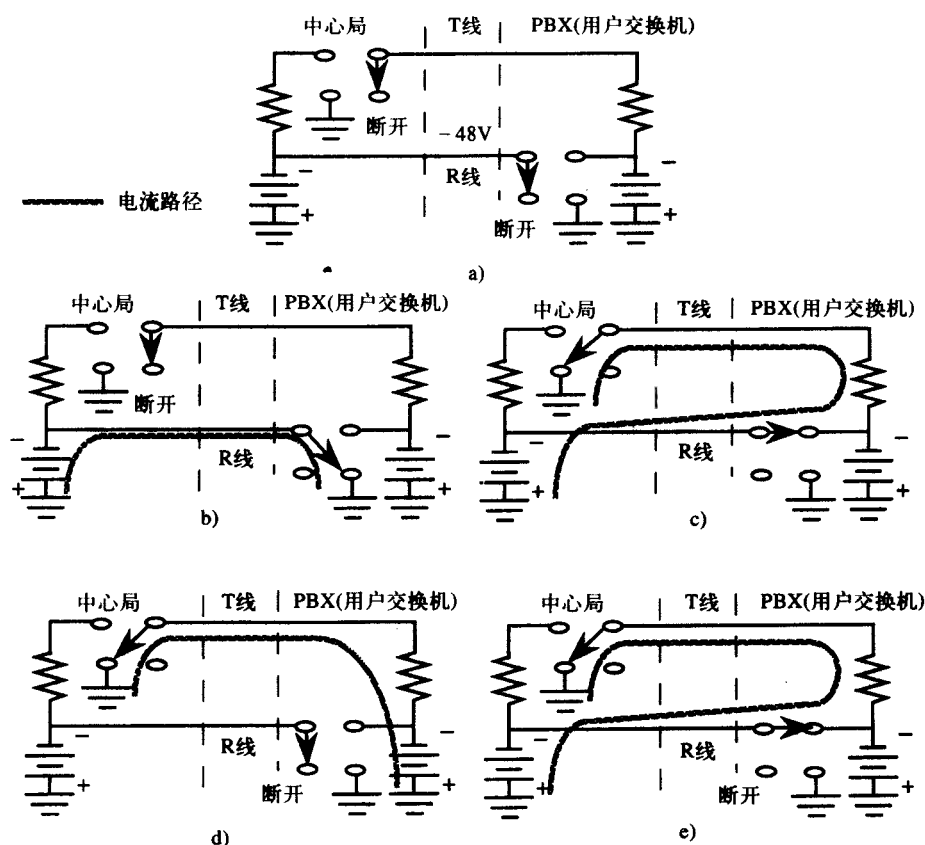 中心局 T线 PBX(用户交换机)
断开 －48V
－ R线 －
电流路径 + 断开 +
a)
中心局 T线 PBX(用户交换机)
断开
－ R线 －
+ +
b)
中心局 T线 PBX(用户交换机)
－ R线 －
+ +
c)
中心局 T线 PBX(用户交换机)
－ R线 －
+ 断开 +
d)
中心局 T线 PBX(用户交换机)
－ R线 －
+ +
e)